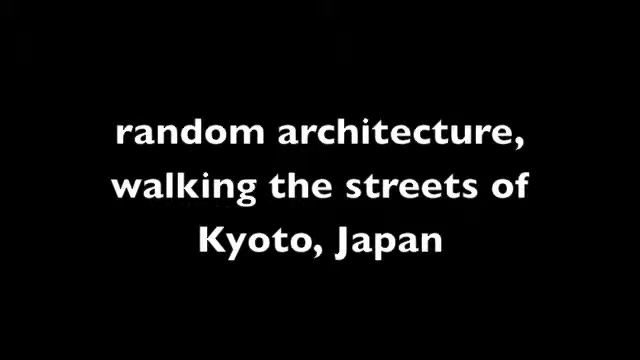 random architecture,
walking the streets of
Kyoto, Japan